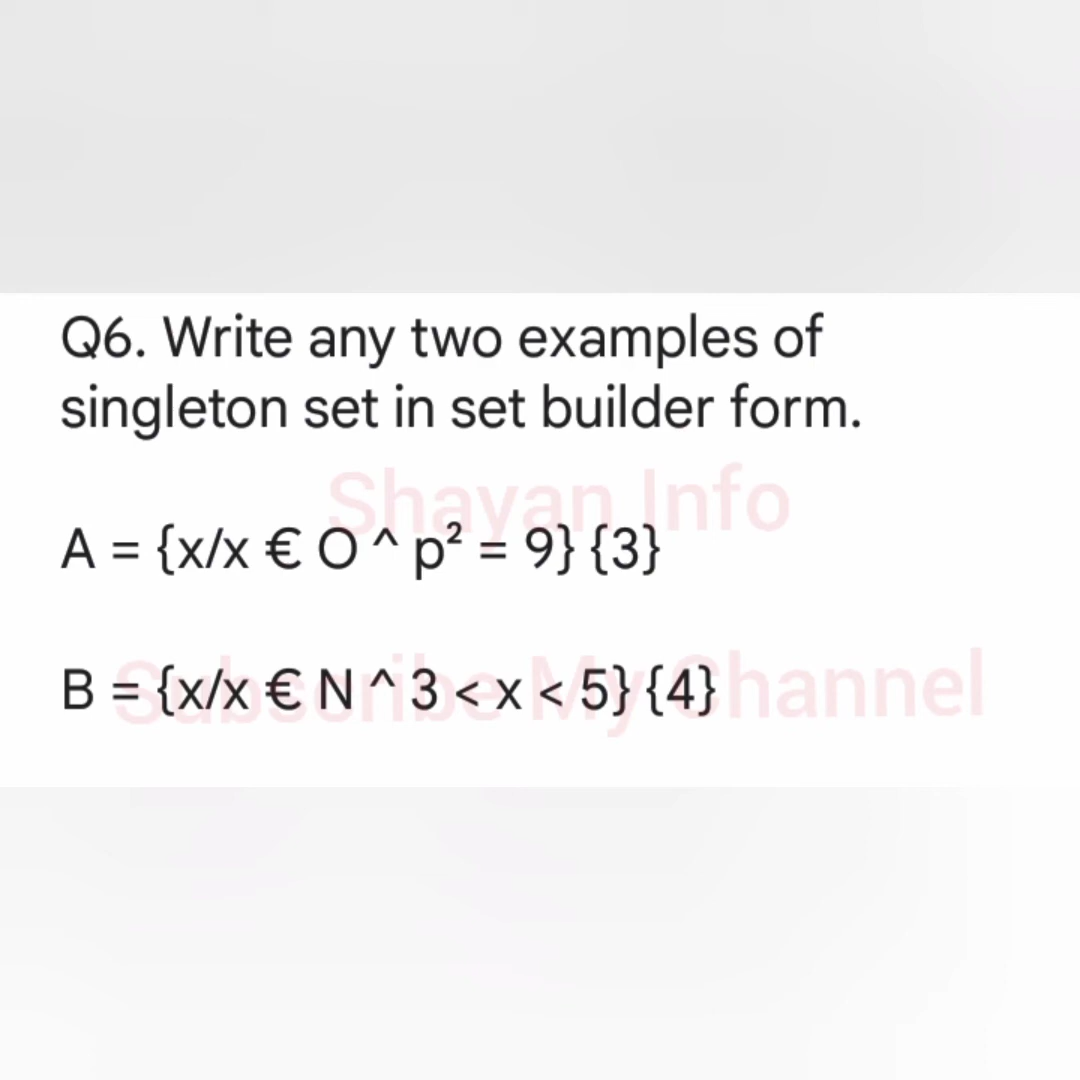 Q6. Write any two examples of
singleton set in set builder form.
Shayan Info
A = {x/x € O ^ p² = 9} {3}
Subscribe My Channel
B = {x/x € N ^ 3 < x < 5} {4}